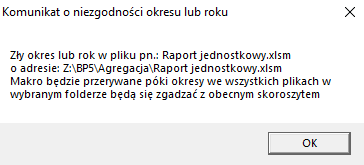 Komunikat o niezgodności okresu lub roku
Zły okres lub rok w pliku pn.: Raport jednostkowy.xlsm
o adresie: Z:\BP5\Agregacja\Raport jednostkowy.xlsm
Makro będzie przerywane póki okresy we wszystkich plikach w
wybranym folderze będą się zgadzać z obecnym skoroszytem
OK